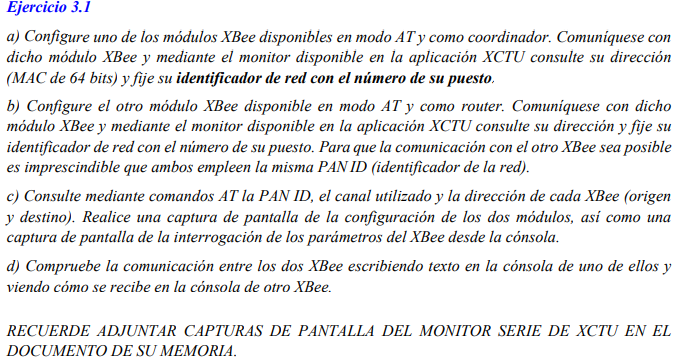 Ejercicio 3.1
a) Configure uno de los módulos XBee disponibles en modo AT y como coordinador. Comuníquese con
dicho módulo XBee y mediante el monitor disponible en la aplicación XCTU consulte su dirección
(MAC de 64 bits) y fije su identificador de red con el número de su puesto.
b) Configure el otro módulo XBee disponible en modo AT y como router. Comuníquese con dicho
módulo XBee y mediante el monitor disponible en la aplicación XCTU consulte su dirección y fije su
identificador de red con el número de su puesto. Para que la comunicación con el otro XBee sea posible
es imprescindible que ambos empleen la misma PAN ID (identificador de la red).
c) Consulte mediante comandos AT la PAN ID, el canal utilizado y la dirección de cada XBee (origen
y destino). Realice una captura de pantalla de la configuración de los dos módulos, así como una
captura de pantalla de la interrogación de los parámetros del XBee desde la cónsola.
d) Compruebe la comunicación entre los dos XBee escribiendo texto en la cónsola de uno de ellos y
viendo cómo se recibe en la cónsola de otro XBee.
RECUERDE ADJUNTAR CAPTURAS DE PANTALLA DEL MONITOR SERIE DE XCTU EN EL
DOCUMENTO DE SU MEMORIA.